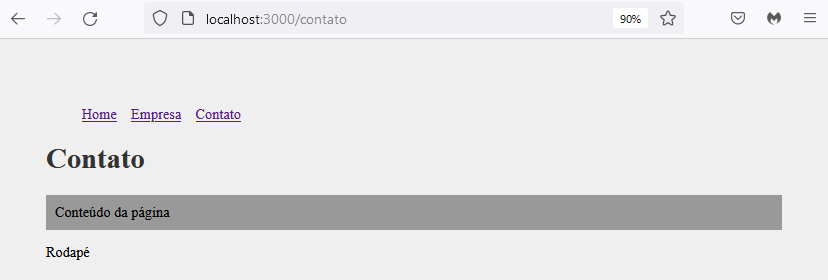 localhost:3000/contato 90%
Home Empresa Contato
Contato
Conteúdo da página
Rodapé